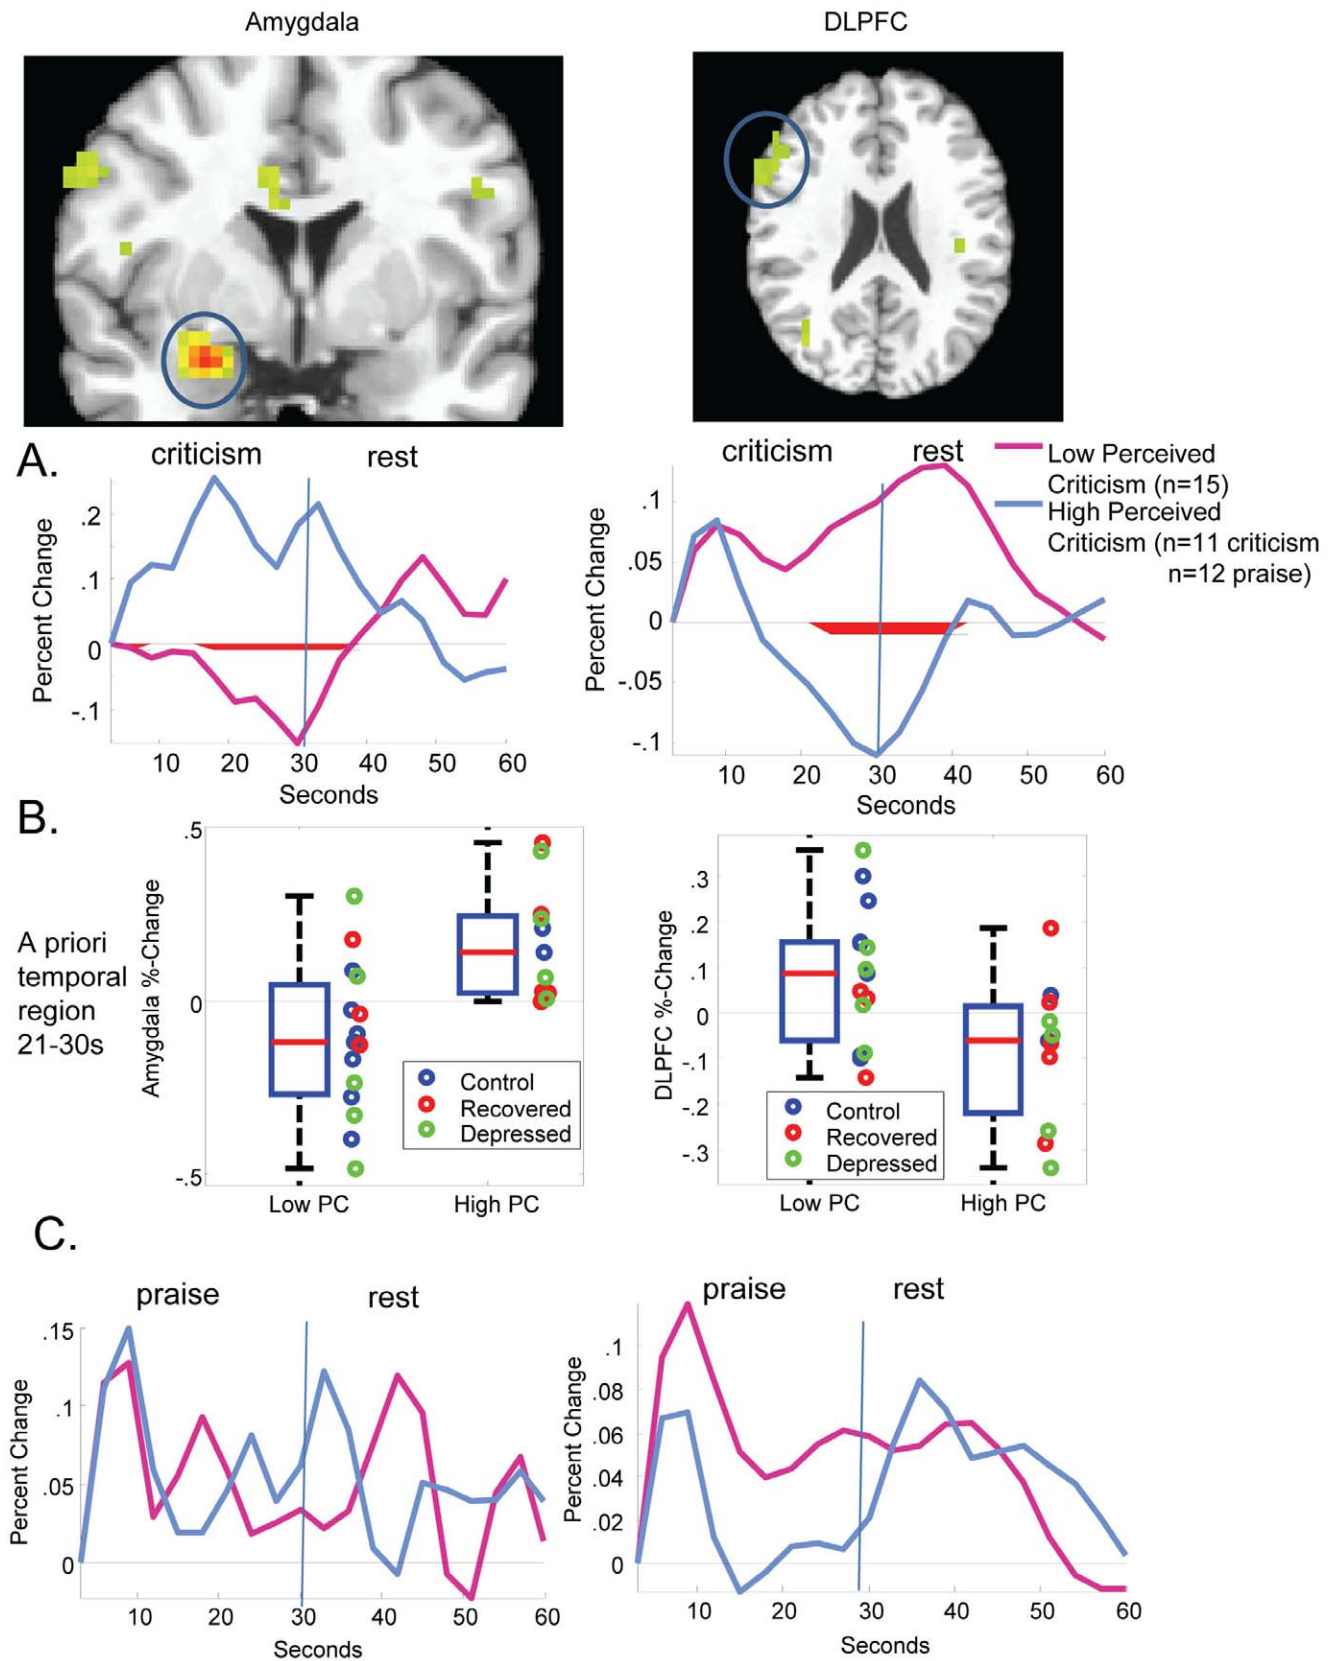 Amygdala
DLPFC
A.
criticism
rest
criticism
rest
Low Perceived
Criticism (n=15)
High Perceived
Criticism (n=11 criticism
n=12 praise)
Percent Change
.2
.1
0
-.1
10 20 30 40 50 60
Seconds
Percent Change
.1
.05
0
-.05
-.1
10 20 30 40 50 60
Seconds
B.
A priori
temporal
region
21-30s
Amygdala %-Change
.5
0
-.5
Control
Recovered
Depressed
Low PC
High PC
DLPFC %-Change
.3
.2
.1
0
-.1
-.2
-.3
Control
Recovered
Depressed
Low PC
High PC
C.
praise
rest
Percent Change
.15
.1
.05
0
10 20 30 40 50 60
Seconds
praise
rest
Percent Change
.1
.08
.06
.04
.02
0
10 20 30 40 50 60
Seconds